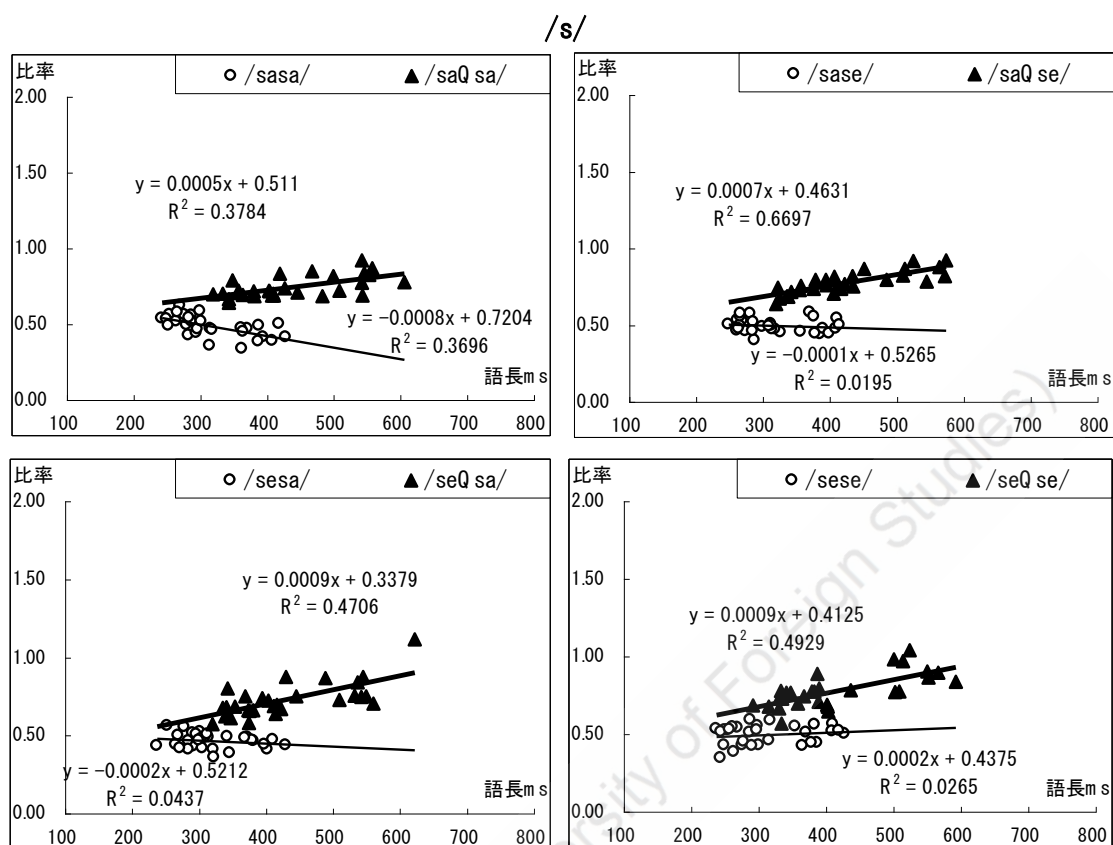 /s/
比率
○ /sasa/ ▲ /saQ sa/
2.00
1.50
1.00
0.50
0.00
y = 0.0005x + 0.511
R² = 0.3784
y = −0.0008x + 0.7204
R² = 0.3696
語長ms
100 200 300 400 500 600 700 800
比率
○ /sase/ ▲ /saQ se/
2.00
1.50
1.00
0.50
0.00
y = 0.0007x + 0.4631
R² = 0.6697
y = −0.0001x + 0.5265
R² = 0.0195
語長ms
100 200 300 400 500 600 700 800
比率
○ /sesa/ ▲ /seQ sa/
2.00
1.50
1.00
0.50
0.00
y = 0.0009x + 0.3379
R² = 0.4706
y = −0.0002x + 0.5212
R² = 0.0437
語長ms
100 200 300 400 500 600 700 800
比率
○ /sese/ ▲ /seQ se/
2.00
1.50
1.00
0.50
0.00
y = 0.0009x + 0.4125
R² = 0.4929
y = 0.0002x + 0.4375
R² = 0.0265
語長ms
100 200 300 400 500 600 700 800
ersity of Foreign Studies)